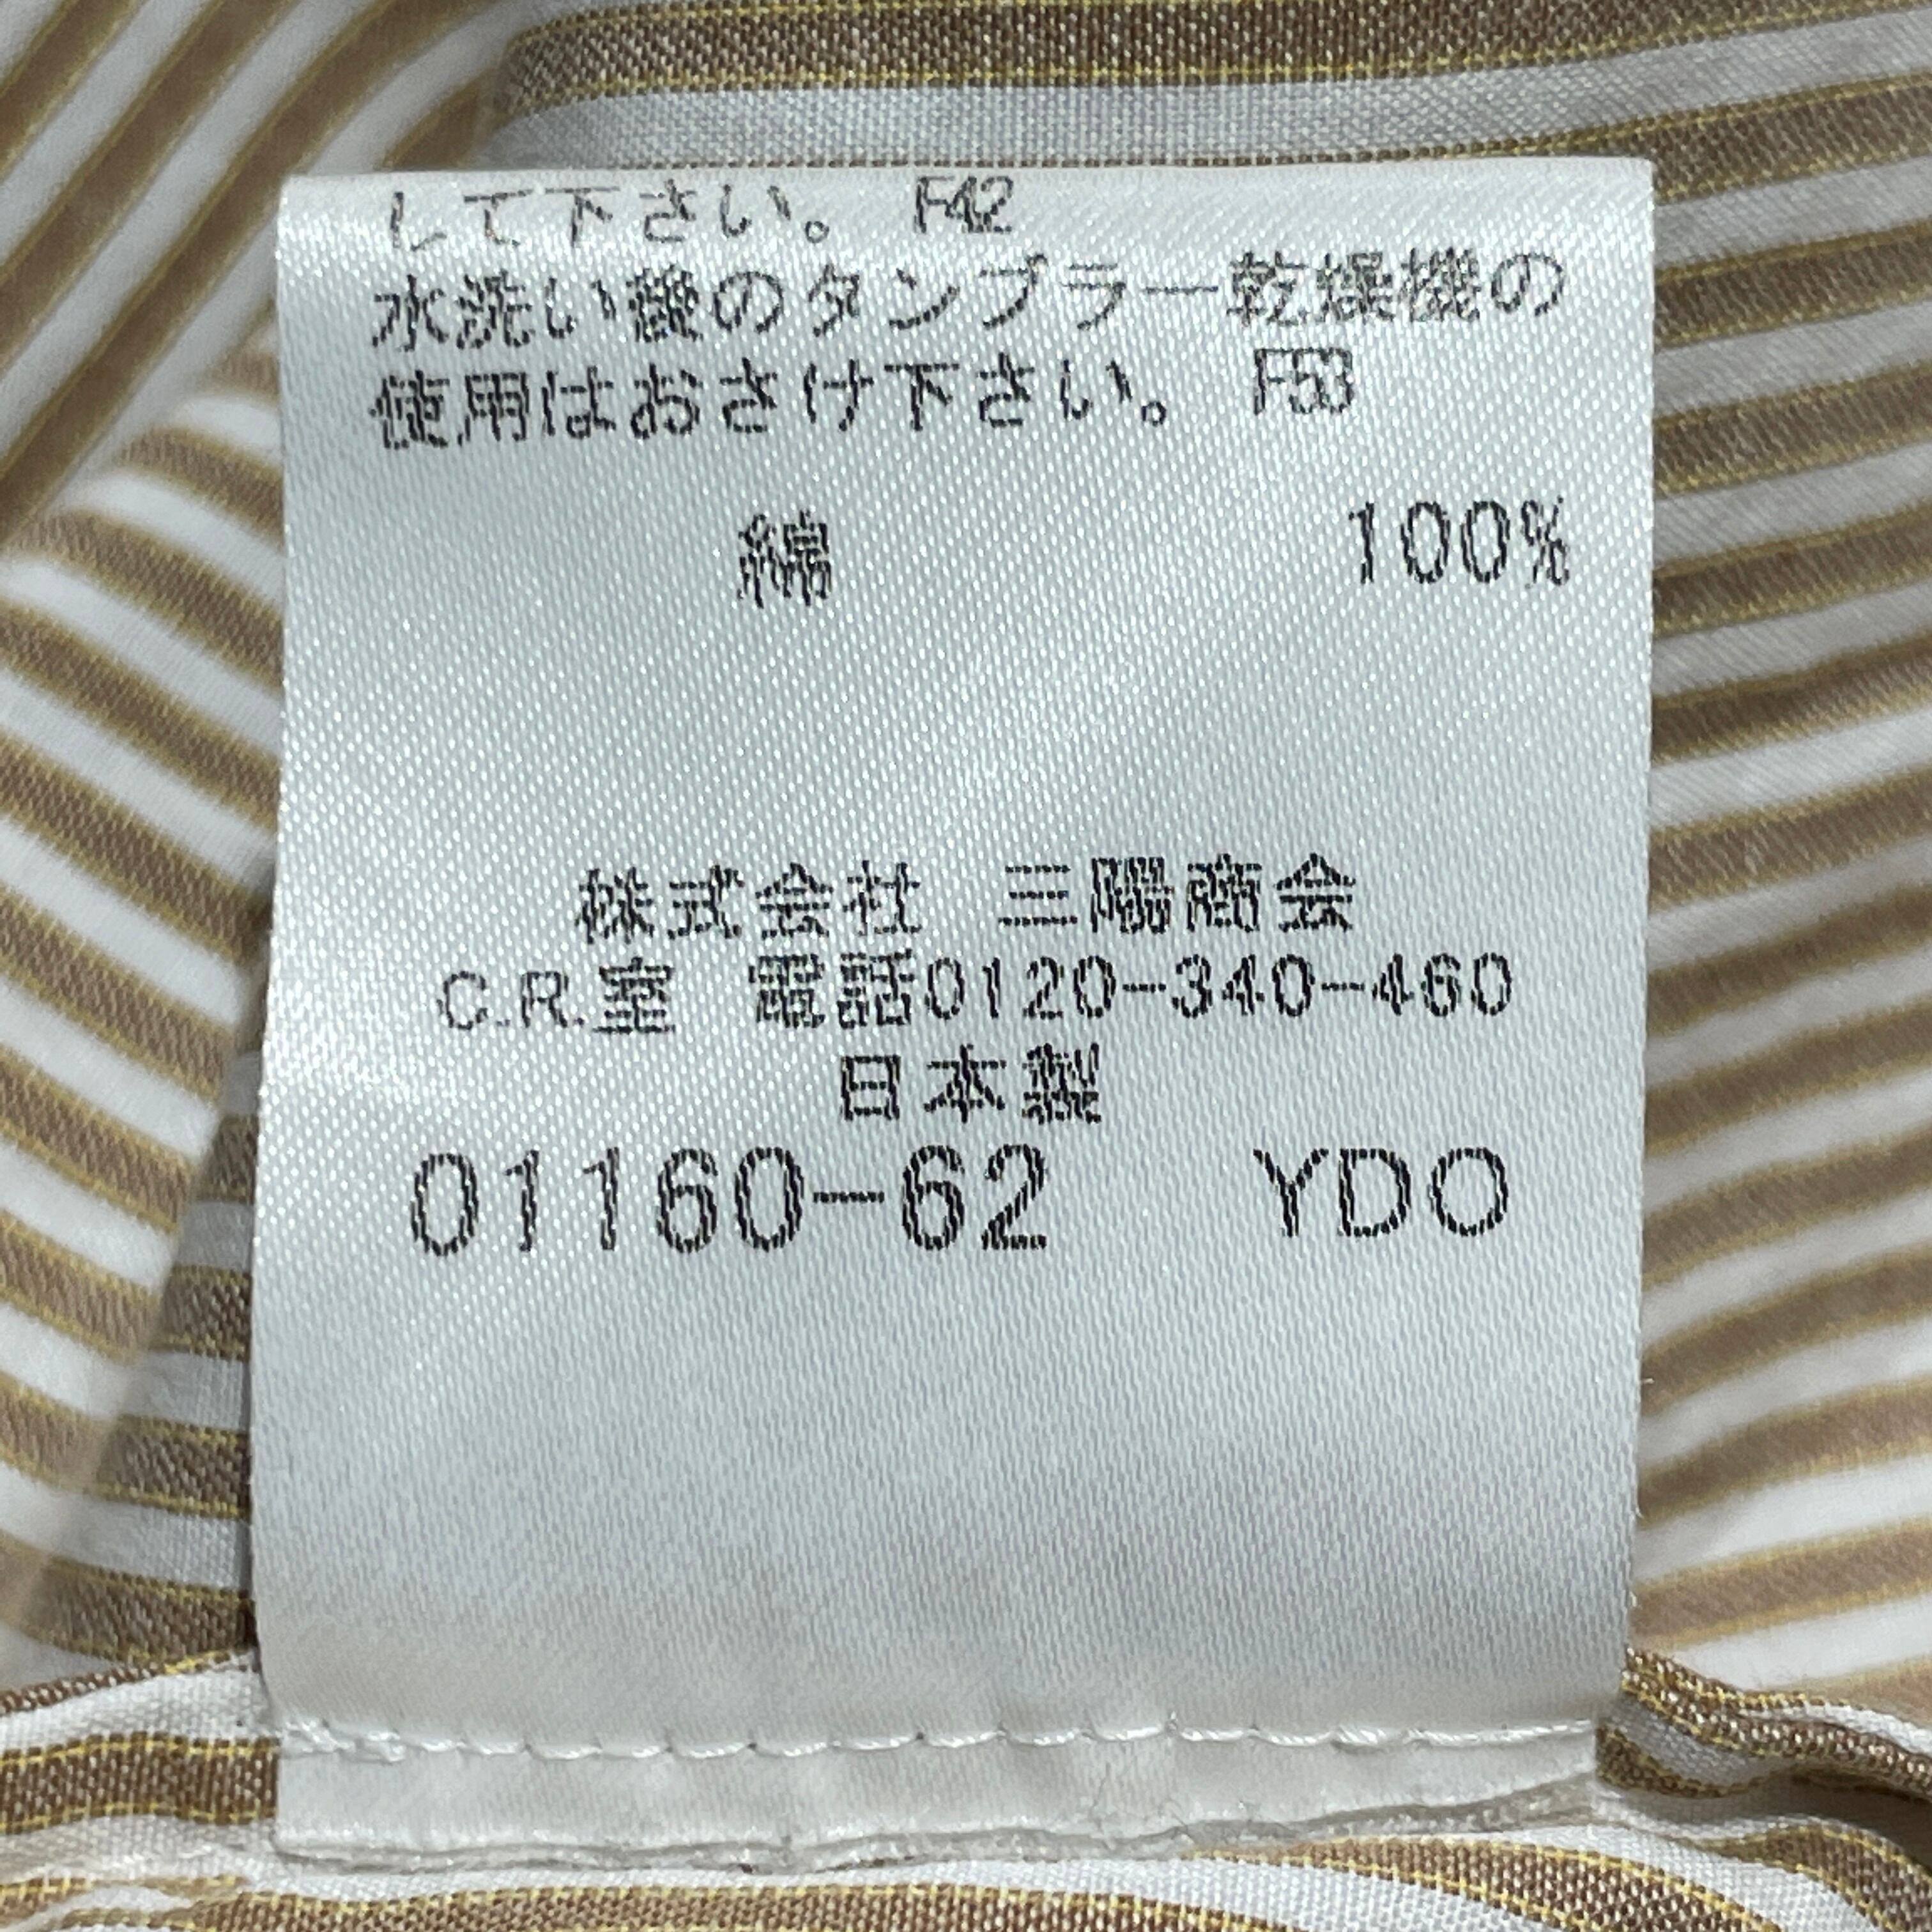 して下さい。 F42
水洗い後のタンブラー乾燥機の
使用はおさけ下さい。 F53
綿 100%
株式会社 三陽商会
C.R.室 電話0120-340-460
日本製
01160-62 YDO